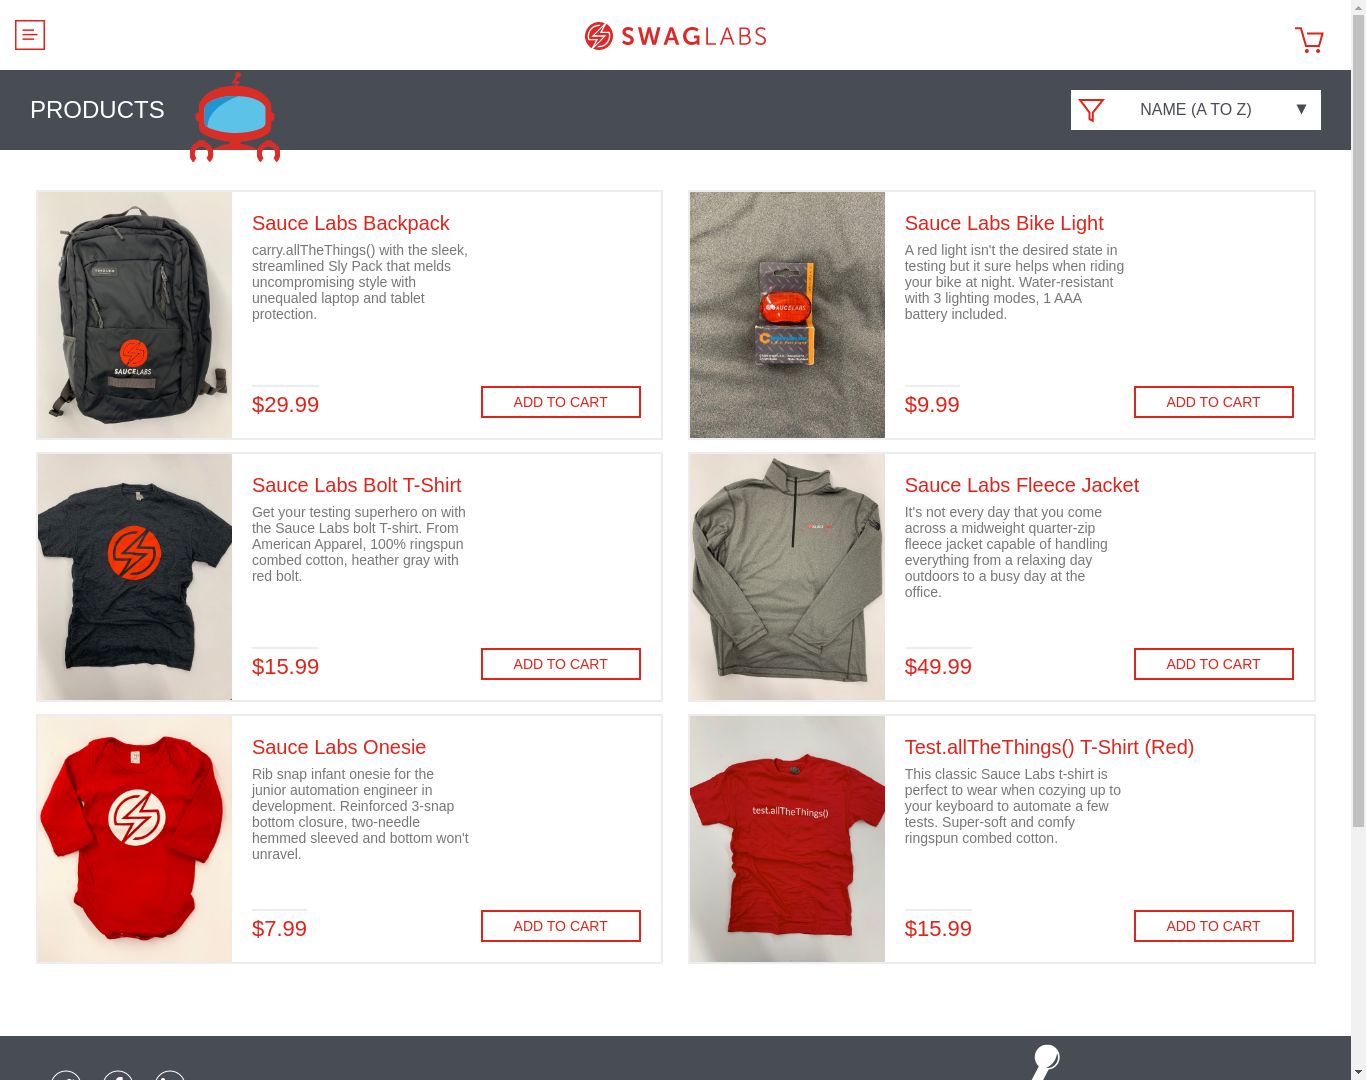 SWAGLABS
PRODUCTS
NAME (A TO Z) ▼
Sauce Labs Backpack
carry.allTheThings() with the sleek,
streamlined Sly Pack that melds
uncompromising style with
unequaled laptop and tablet
protection.
$29.99
ADD TO CART
SAUCELABS
Sauce Labs Bike Light
A red light isn't the desired state in
testing but it sure helps when riding
your bike at night. Water-resistant
with 3 lighting modes, 1 AAA
battery included.
$9.99
ADD TO CART
SAUCELABS
Sauce Labs Bolt T-Shirt
Get your testing superhero on with
the Sauce Labs bolt T-shirt. From
American Apparel, 100% ringspun
combed cotton, heather gray with
red bolt.
$15.99
ADD TO CART
Sauce Labs Fleece Jacket
It's not every day that you come
across a midweight quarter-zip
fleece jacket capable of handling
everything from a relaxing day
outdoors to a busy day at the
office.
$49.99
ADD TO CART
Sauce Labs Onesie
Rib snap infant onesie for the
junior automation engineer in
development. Reinforced 3-snap
bottom closure, two-needle
hemmed sleeved and bottom won't
unravel.
$7.99
ADD TO CART
Test.allTheThings() T-Shirt (Red)
This classic Sauce Labs t-shirt is
perfect to wear when cozying up to
your keyboard to automate a few
tests. Super-soft and comfy
ringspun combed cotton.
$15.99
ADD TO CART
test.allTheThings()